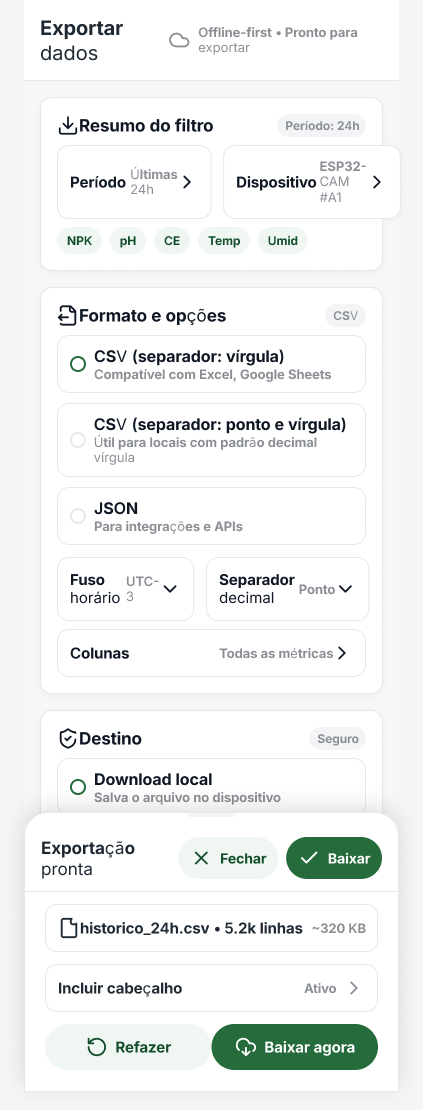 Exportar
dados
Offline-first • Pronto para
exportar
Resumo do filtro
Período: 24h
Período
Últimas
24h
Dispositivo
ESP32-
CAM
#A1
NPK
pH
CE
Temp
Umid
Formato e opções
CSV
CSV (separador: vírgula)
Compatível com Excel, Google Sheets
CSV (separador: ponto e vírgula)
Útil para locais com padrão decimal
vírgula
JSON
Para integrações e APIs
Fuso
horário
UTC-
3
Separador
decimal
Ponto
Colunas
Todas as métricas
Destino
Seguro
Download local
Salva o arquivo no dispositivo
Exportação
pronta
Fechar
Baixar
historico_24h.csv • 5.2k linhas
~320 KB
Incluir cabeçalho
Ativo
Refazer
Baixar agora